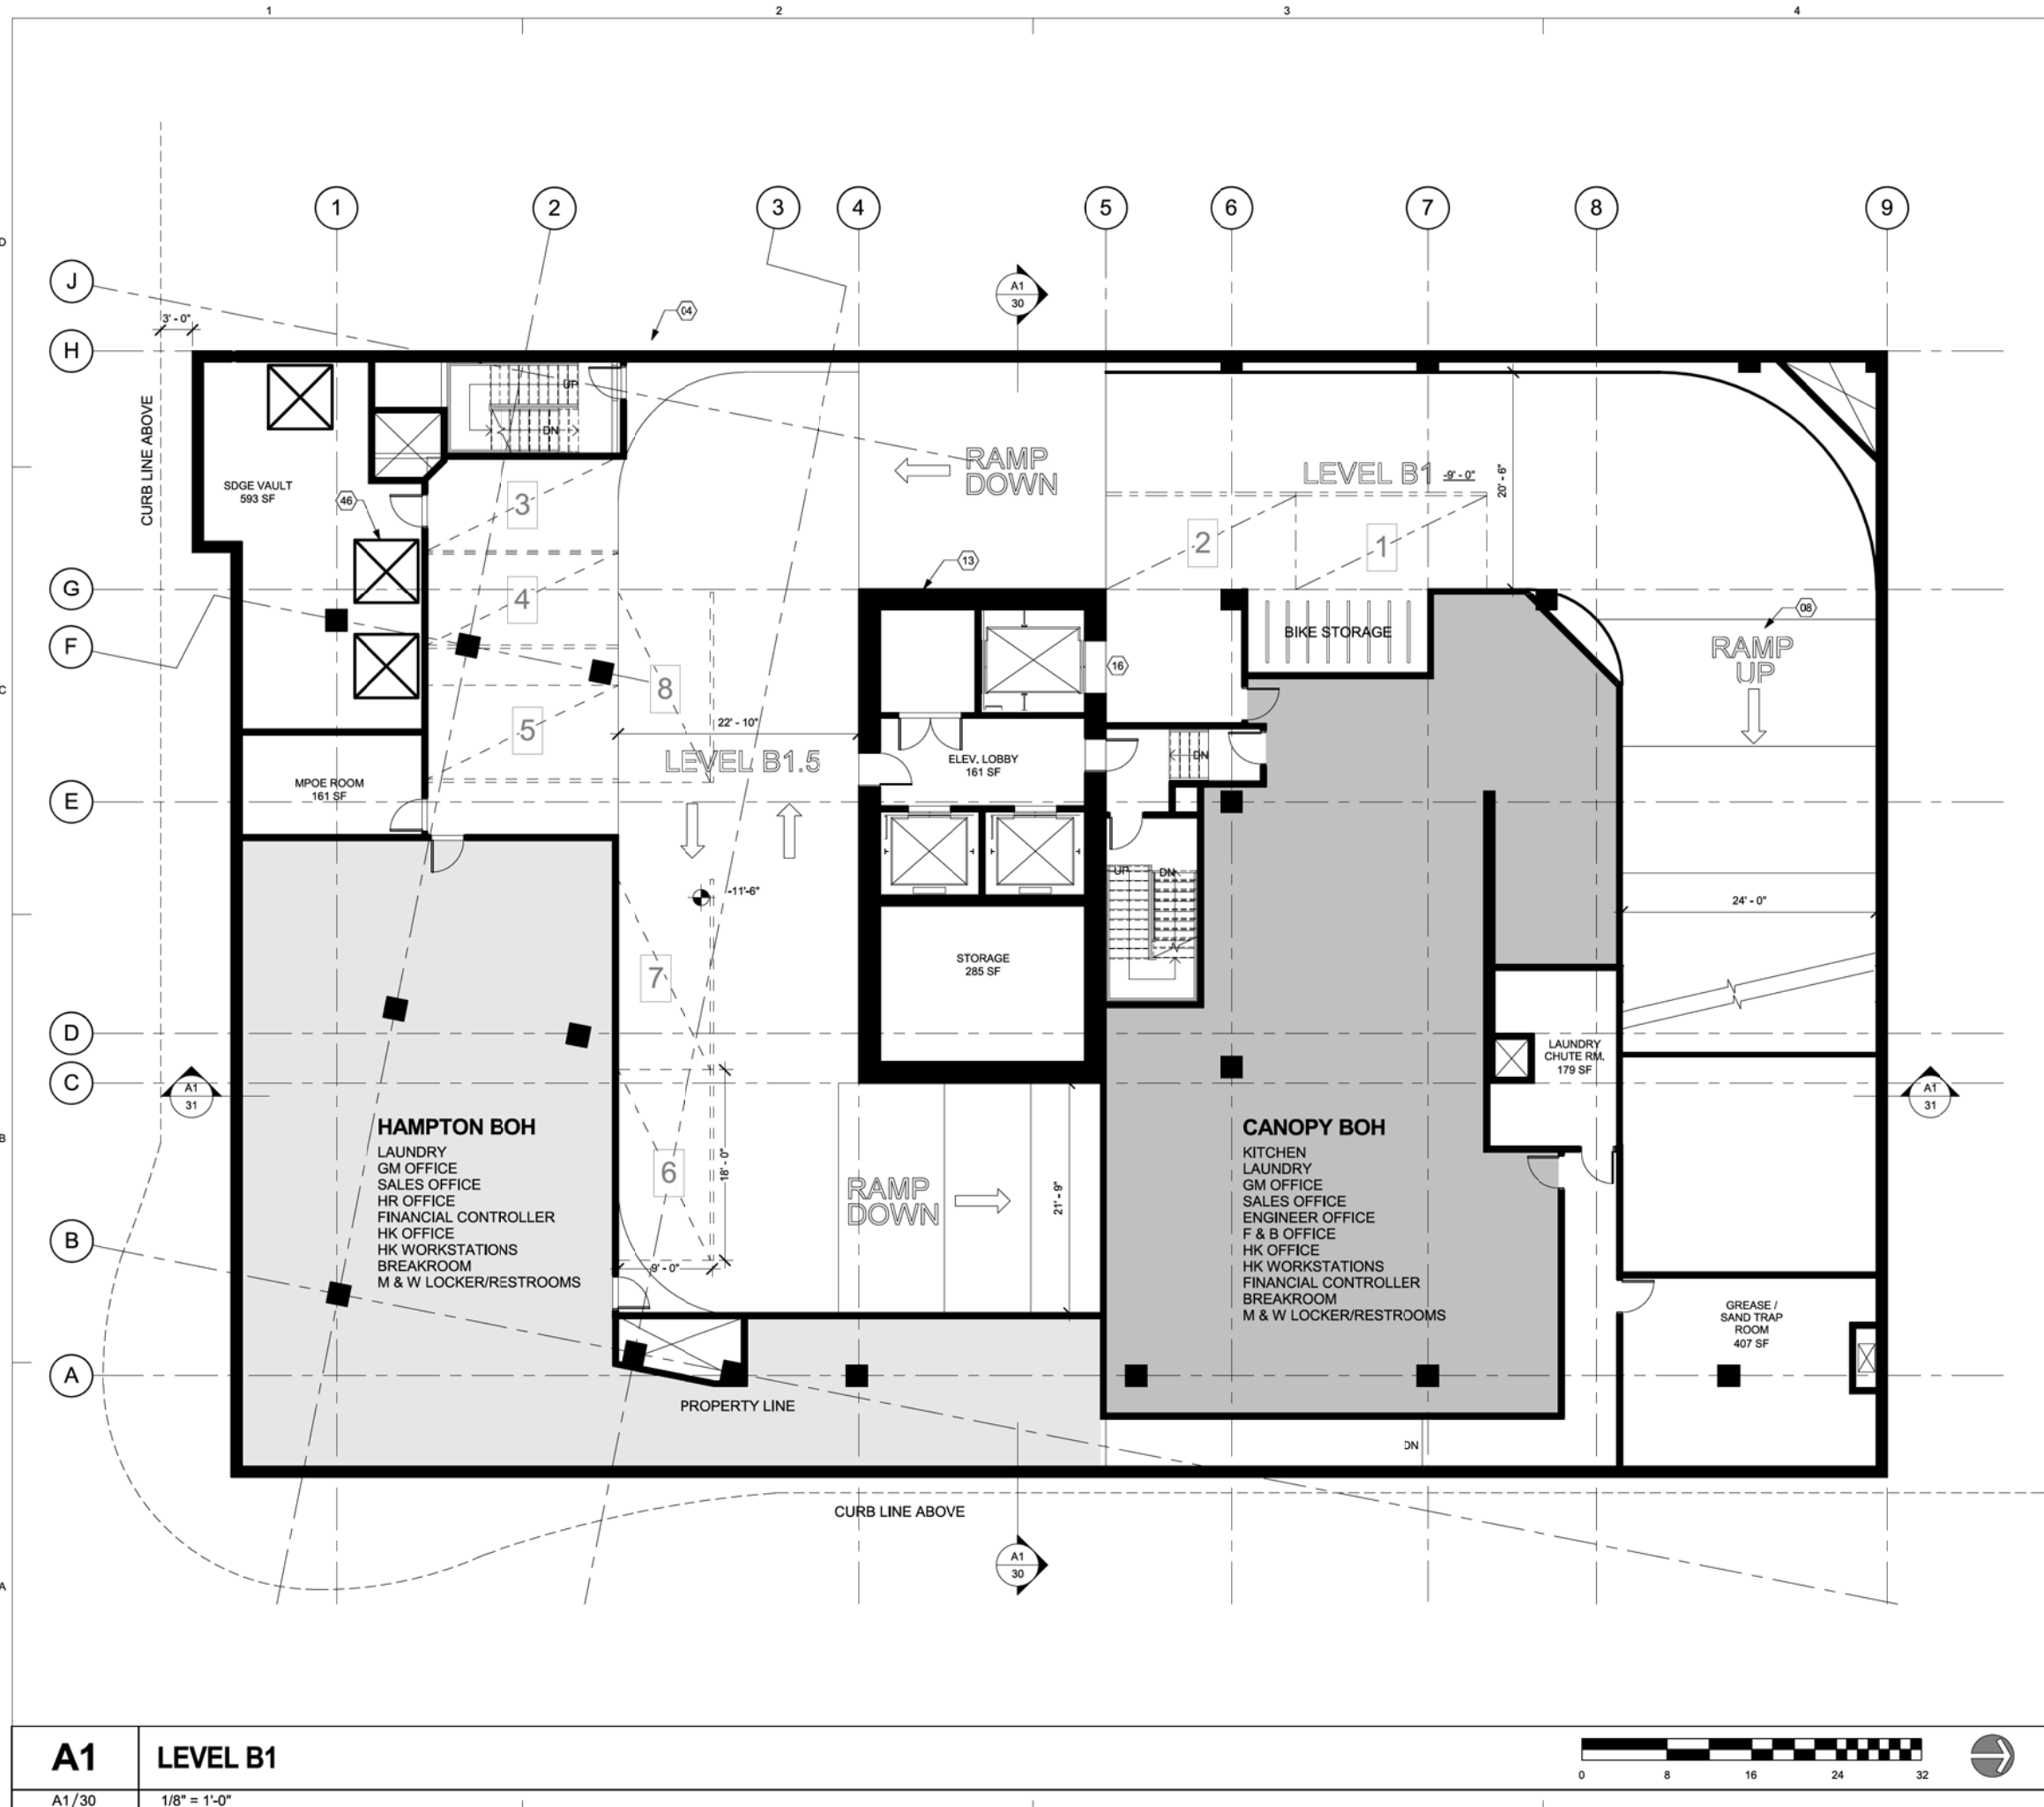 1 2 3 4
1 2 3 4 5 6 7 8 9
D
J
A1
30
04
3' - 0"
H
UP
CURB LINE ABOVE
DN
RAMP
DOWN
LEVEL B1 -9' - 0"
20' - 6"
SDGE VAULT
593 SF
46
3
2
1
13
G
4
08
BIKE STORAGE
F
RAMP
UP
16
C
8
5
22' - 10"
LEVEL B1.5
ELEV. LOBBY
161 SF
DN
MPOE ROOM
161 SF
E
UP
DN
-11'-6"
24' - 0"
7
STORAGE
285 SF
D
LAUNDRY
CHUTE RM.
179 SF
C
A1
31
A1
31
B
HAMPTON BOH
LAUNDRY
GM OFFICE
SALES OFFICE
HR OFFICE
FINANCIAL CONTROLLER
HK OFFICE
HK WORKSTATIONS
BREAKROOM
M & W LOCKER/RESTROOMS
6
18' - 0"
9' - 0"
RAMP
DOWN
21' - 9"
CANOPY BOH
KITCHEN
LAUNDRY
GM OFFICE
SALES OFFICE
ENGINEER OFFICE
F & B OFFICE
HK OFFICE
HK WORKSTATIONS
FINANCIAL CONTROLLER
BREAKROOM
M & W LOCKER/RESTROOMS
B
GREASE /
SAND TRAP
ROOM
407 SF
A
PROPERTY LINE
DN
CURB LINE ABOVE
A1
30
A
A1
LEVEL B1
0 8 16 24 32
A1/30
1/8" = 1'-0"